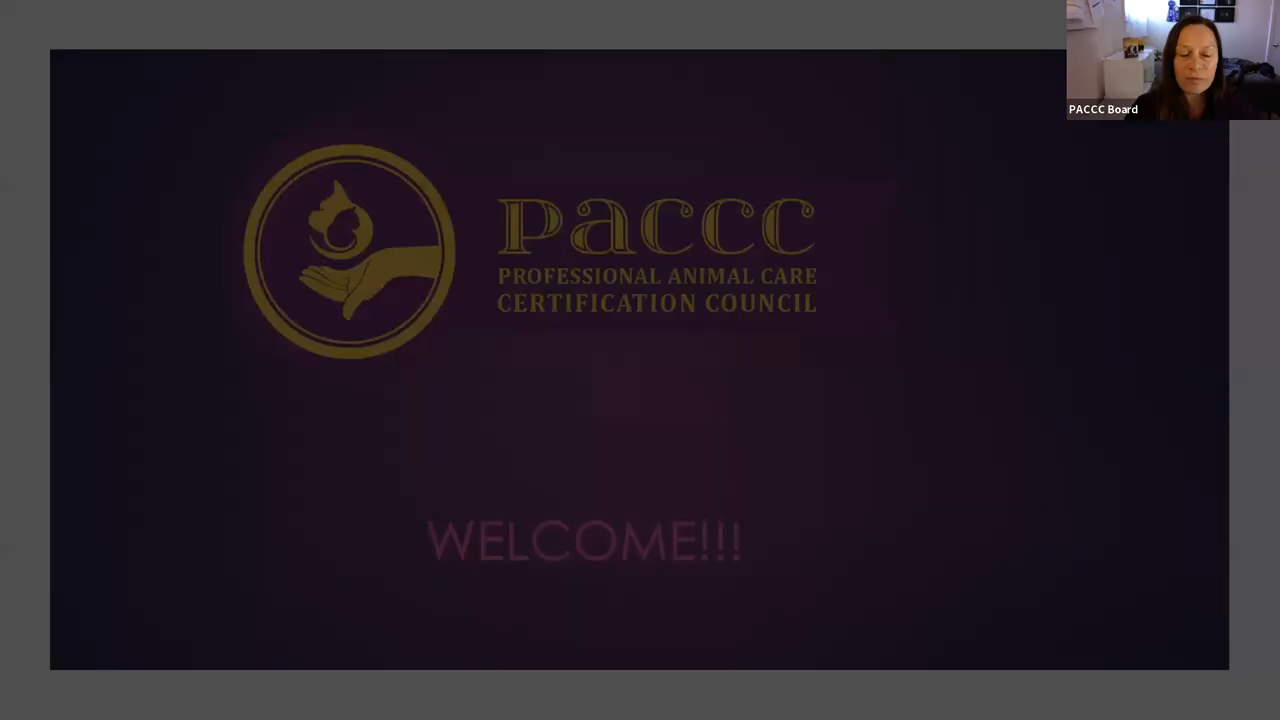 PACCC Board
paccc
PROFESSIONAL ANIMAL CARE
CERTIFICATION COUNCIL
WELCOME!!!